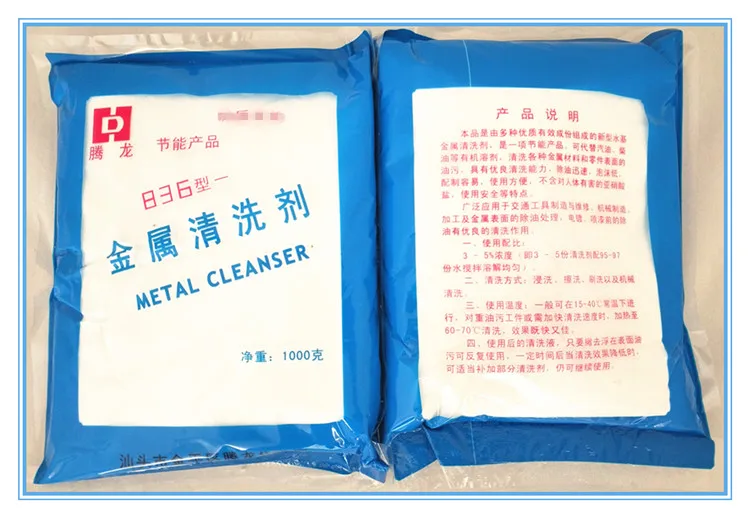 腾龙
节能产品
836型一
金属清洗剂
METAL CLEANSER
净重：1000克
汕头市金
产品说明
本品是由多种优质有效成份组成的新型水基
金属清洗剂，是一项节能产品，可代替汽油、柴
油等有机溶剂，清洗各种金属材料和零件表面的
油污，具有优良清洗能力，除油迅速，泡沫低，
配制容易，使用方便，不含对人体有害的亚硝酸
盐，使用安全等特点。
广泛应用于交通工具制造与维修、机械制造、
加工及金属表面的除油处理，电镀、喷漆前的除
油有优良的清洗作用。
一、使用配比：
3－5%浓度（即3－5份清洗剂配95-97
份水搅拌溶解均匀）。
二、清洗方式：浸洗、擦洗、刷洗以及机械
清洗。
三、使用温度：一般可在15-40℃常温下进
行，对重油污工件或需加快清洗速度时，加热至
60-70℃清洗，效果既快又佳。
四、使用后的清洗液，只要撇去浮在表面油
污可反复使用，一定时间后当清洗效果降低时，
可适当补加部分清洗剂，仍可继续使用。